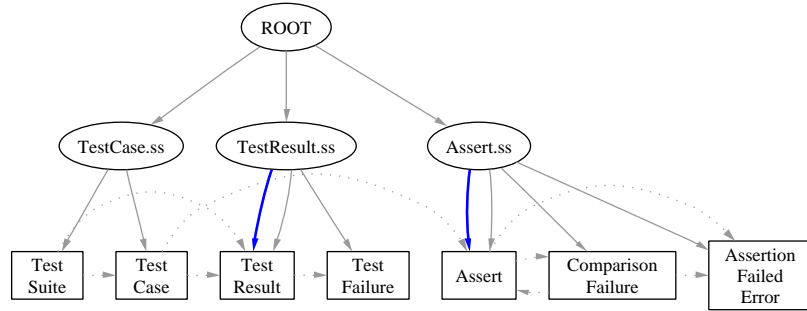 ROOT
TestCase.ss
TestResult.ss
Assert.ss
Test
Suite
Test
Case
Test
Result
Test
Failure
Assert
Comparison
Failure
Assertion
Failed
Error